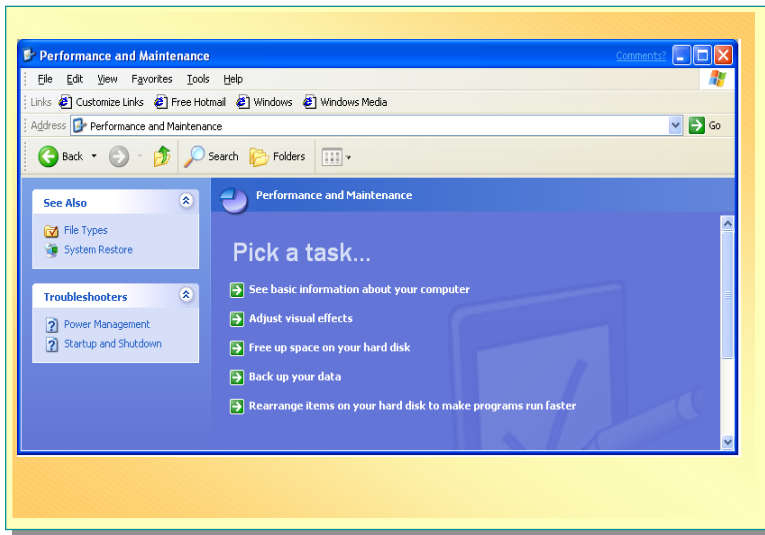 Performance and Maintenance Comments?
File Edit View Favorites Tools Help
Links Customize Links Free Hotmail Windows Windows Media
Address Performance and Maintenance Go
Back Search Folders
See Also
File Types
System Restore
Troubleshooters
Power Management
Startup and Shutdown
Performance and Maintenance
Pick a task...
See basic information about your computer
Adjust visual effects
Free up space on your hard disk
Back up your data
Rearrange items on your hard disk to make programs run faster